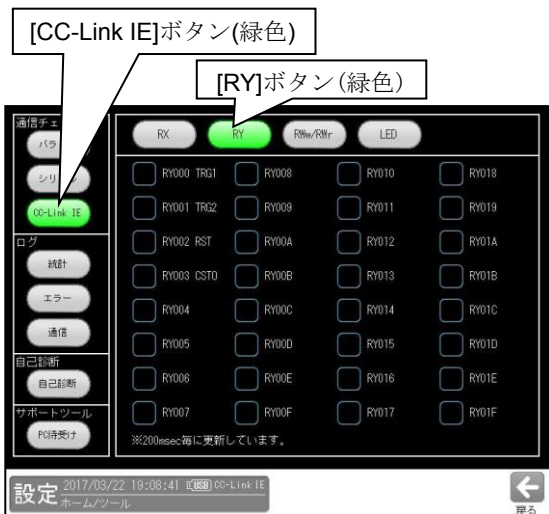 [CC-Link IE]ボタン(緑色)
[RY]ボタン(緑色)
通信チェ
パラ
シリ ル
CC-Link IE
ログ
統計
エラー
通信
自己診断
自己診断
サポートツール
PC待受け
RX RY RWw/RWr LED
RY000 TRG1 RY008 RY010 RY018
RY001 TRG2 RY009 RY011 RY019
RY002 RST RY00A RY012 RY01A
RY003 CSTO RY00B RY013 RY01B
RY004 RY00C RY014 RY01C
RY005 RY00D RY015 RY01D
RY006 RY00E RY016 RY01E
RY007 RY00F RY017 RY01F
※200msec毎に更新しています。
設定 2017/03/22 19:08:41 USB CC-Link IE
ホーム/ツール
戻る